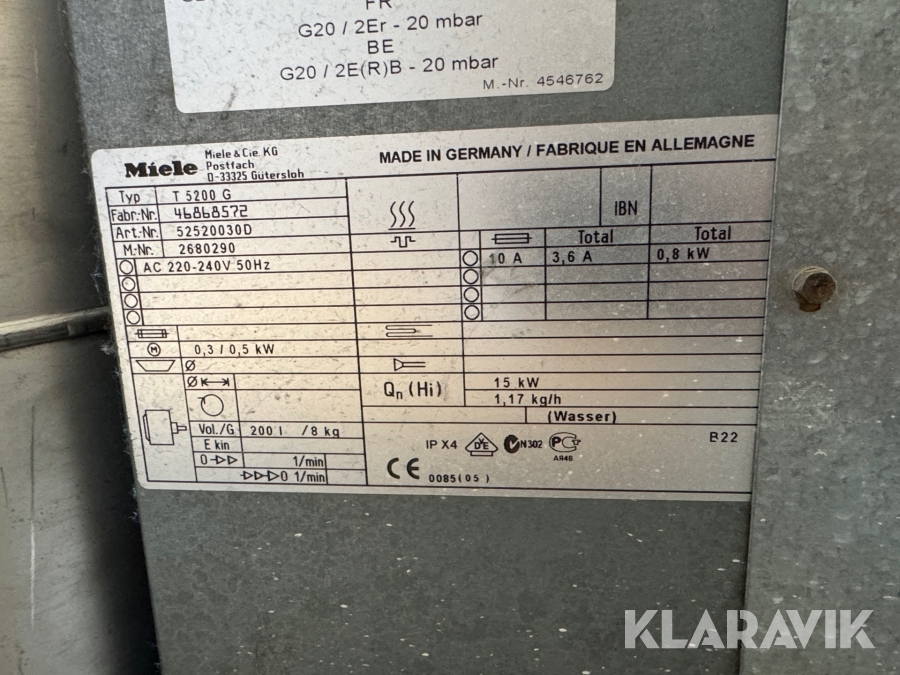 FR
G20 / 2Er - 20 mbar
BE
G20 / 2E(R)B - 20 mbar
M.-Nr. 4546762
Miele
Miele & Cie. KG
Postfach
D-33325 Gütersloh
MADE IN GERMANY / FABRIQUE EN ALLEMAGNE
Typ T 5200 G
Fabr.-Nr. 46868572
IBN
Art.-Nr. 52520030D
M.-Nr. 2680290
Total Total
AC 220-240V 50Hz
10 A 3,6 A 0,8 kW
M 0,3 / 0,5 kW
Ø
Ø
Qn (Hi) 15 kW
1,17 kg/h
(Wasser)
Vol./G 200 l /8 kg
E kin
0 1/min
0 1/min
IP X4 VDE N302 AR46
B22
CE 0085(05)
KLARAVIK